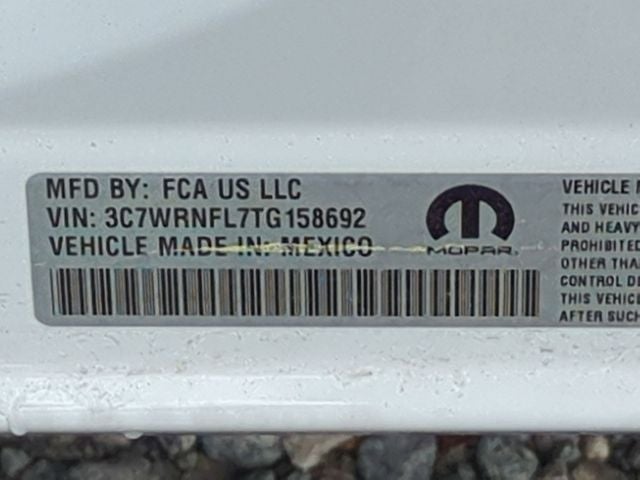 MFD BY: FCA US LLC
VIN: 3C7WRNFL7TG158692
VEHICLE MADE IN: MEXICO
MOPAR
VEHICLE
THIS VEHIC
AND HEAVY
PROHIBITED
OTHER THA
CONTROL DE
THIS VEHICL
AFTER SUCH